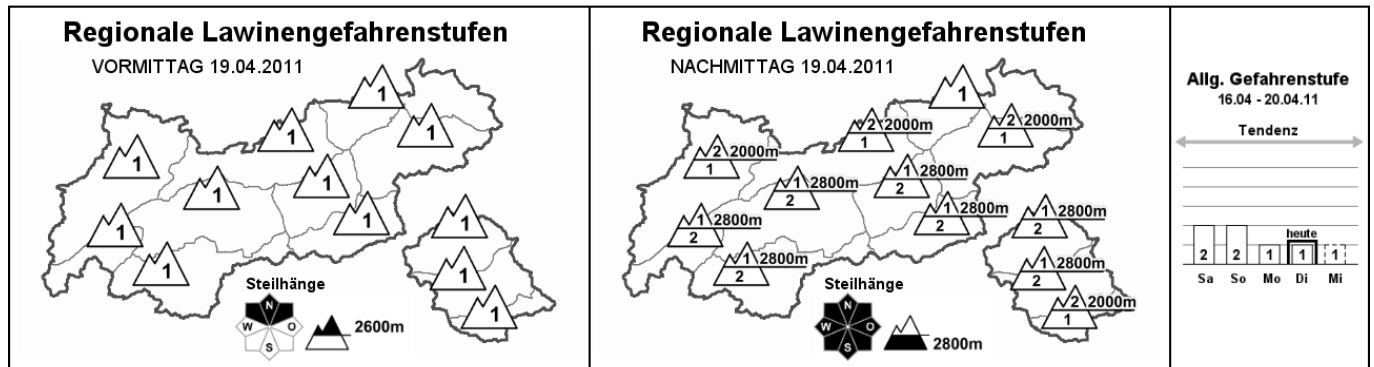 Regionale Lawinengefahrenstufen
VORMITTAG 19.04.2011
1
1
1
1
1
1
1
1
1
1
1
1
Steilhänge
N
W O
S
2600m
Regionale Lawinengefahrenstufen
NACHMITTAG 19.04.2011
1
2 2000m
1
2 2000m
1
2 2000m
1
1 2800m
2
1 2800m
2
1 2800m
2
1 2800m
2
1 2800m
2
1 2800m
2
1 2800m
2
2 2000m
1
Steilhänge
N
W O
S
2800m
Allg. Gefahrenstufe
16.04 - 20.04.11
Tendenz
heute
2 2 1 1 1
Sa So Mo Di Mi